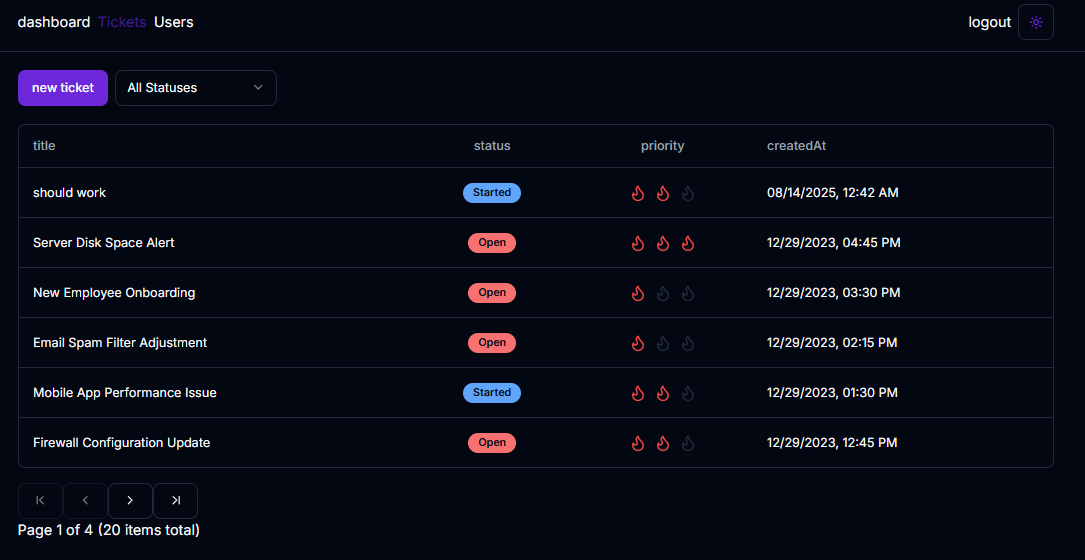 dashboard Tickets Users logout
new ticket All Statuses
title status priority createdAt
should work Started 08/14/2025, 12:42 AM
Server Disk Space Alert Open 12/29/2023, 04:45 PM
New Employee Onboarding Open 12/29/2023, 03:30 PM
Email Spam Filter Adjustment Open 12/29/2023, 02:15 PM
Mobile App Performance Issue Started 12/29/2023, 01:30 PM
Firewall Configuration Update Open 12/29/2023, 12:45 PM
Page 1 of 4 (20 items total)